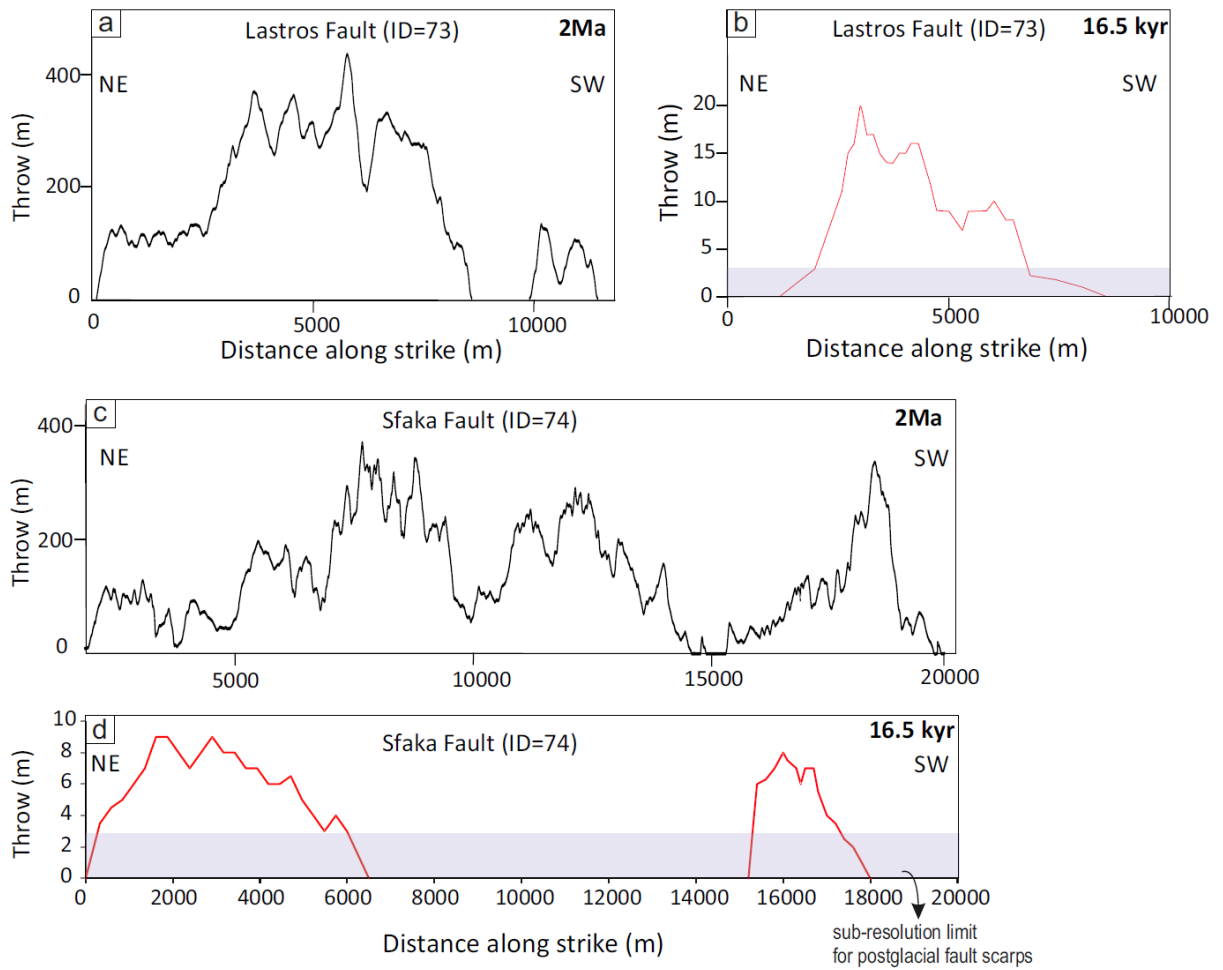 a
Lastros Fault (ID=73)
2Ma
NE
SW
Throw (m)
400
200
0
0
5000
10000
Distance along strike (m)
b
Lastros Fault (ID=73)
16.5 kyr
NE
SW
Throw (m)
20
15
10
5
0
0
5000
10000
Distance along strike (m)
c
Sfaka Fault (ID=74)
2Ma
NE
SW
Throw (m)
400
200
0
5000
10000
15000
20000
d
Sfaka Fault (ID=74)
16.5 kyr
NE
SW
Throw (m)
10
8
6
4
2
0
0
2000
4000
6000
8000
10000
12000
14000
16000
18000
20000
Distance along strike (m)
sub-resolution limit
for postglacial fault scarps